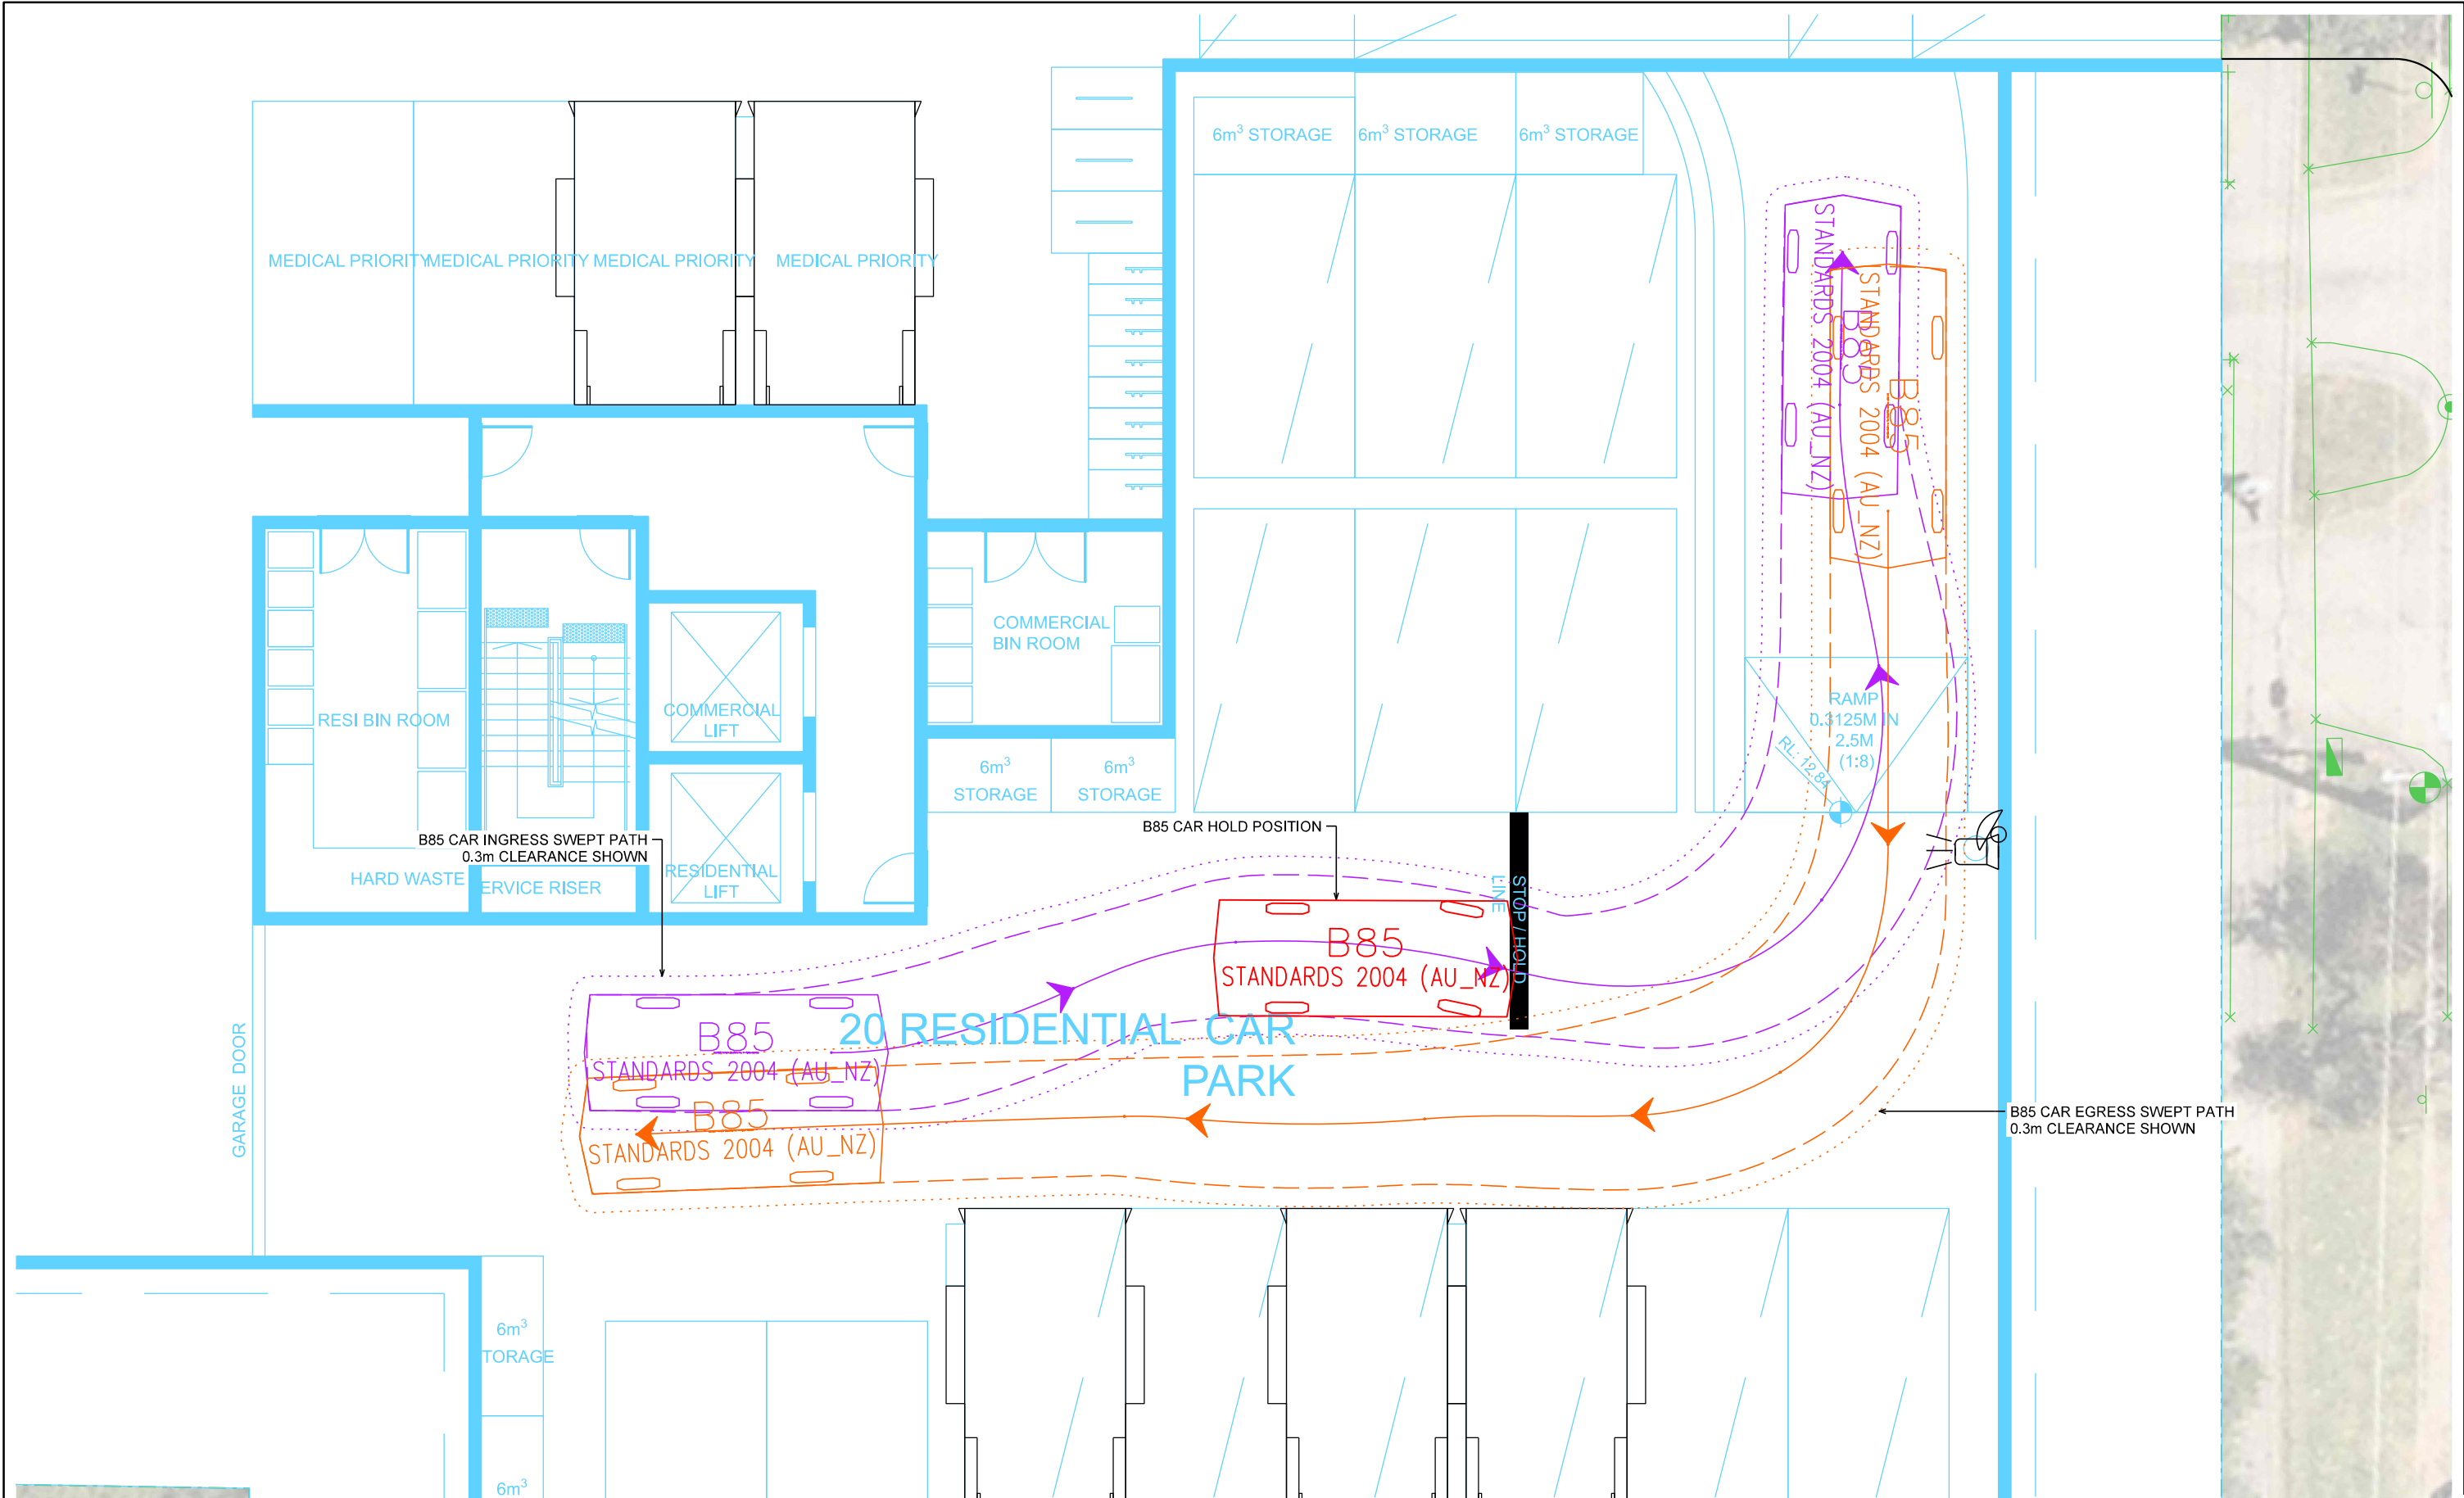 6m³ STORAGE
6m³ STORAGE
6m³ STORAGE
MEDICAL PRIORITY
MEDICAL PRIORITY
MEDICAL PRIORITY
MEDICAL PRIORITY
STANDARDS 2004 (AU_NZ)
B85
STANDARDS 2004 (AU_NZ)
B85
COMMERCIAL
BIN ROOM
RESI BIN ROOM
COMMERCIAL
LIFT
RAMP
0.3125M IN
2.5M
(1:8)
RL: 12.84
6m³
STORAGE
6m³
STORAGE
B85 CAR INGRESS SWEPT PATH
0.3m CLEARANCE SHOWN
B85 CAR HOLD POSITION
HARD WASTE
ERVICE RISER
RESIDENTIAL
LIFT
STOP / HOLD
LINE
B85
STANDARDS 2004 (AU_NZ)
20 RESIDENTIAL CAR
PARK
B85
STANDARDS 2004 (AU_NZ)
B85
STANDARDS 2004 (AU_NZ)
GARAGE DOOR
B85 CAR EGRESS SWEPT PATH
0.3m CLEARANCE SHOWN
6m³
TORAGE
6m³